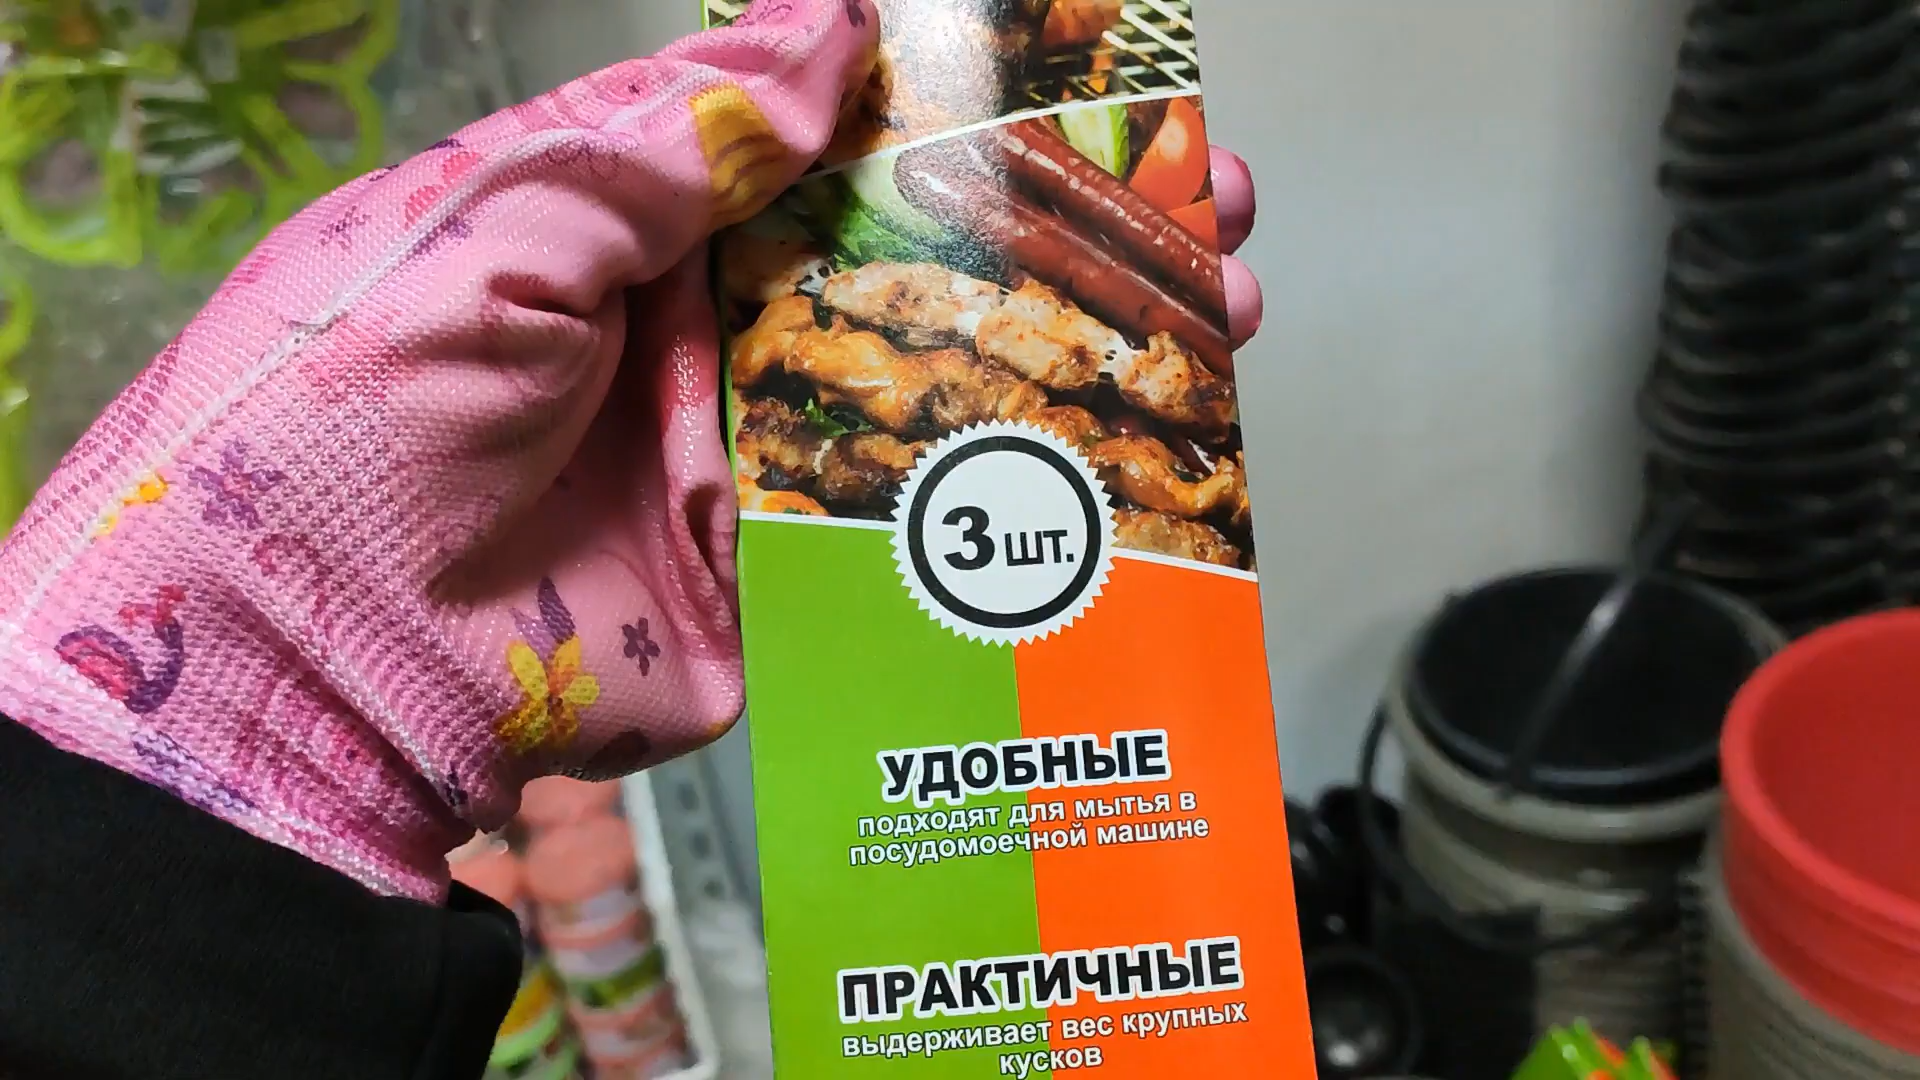 3 шт.
УДОБНЫЕ
подходят для мытья в
посудомоечной машине
ПРАКТИЧНЫЕ
выдерживает вес крупных
кусков